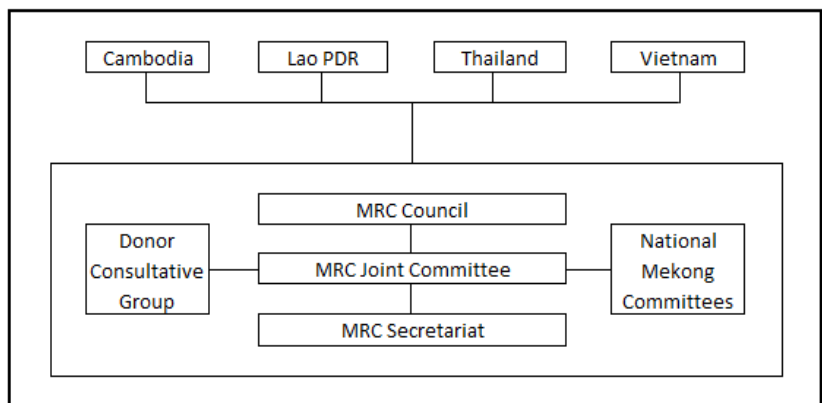 Cambodia
Lao PDR
Thailand
Vietnam
MRC Council
Donor
Consultative
Group
MRC Joint Committee
National
Mekong
Committees
MRC Secretariat